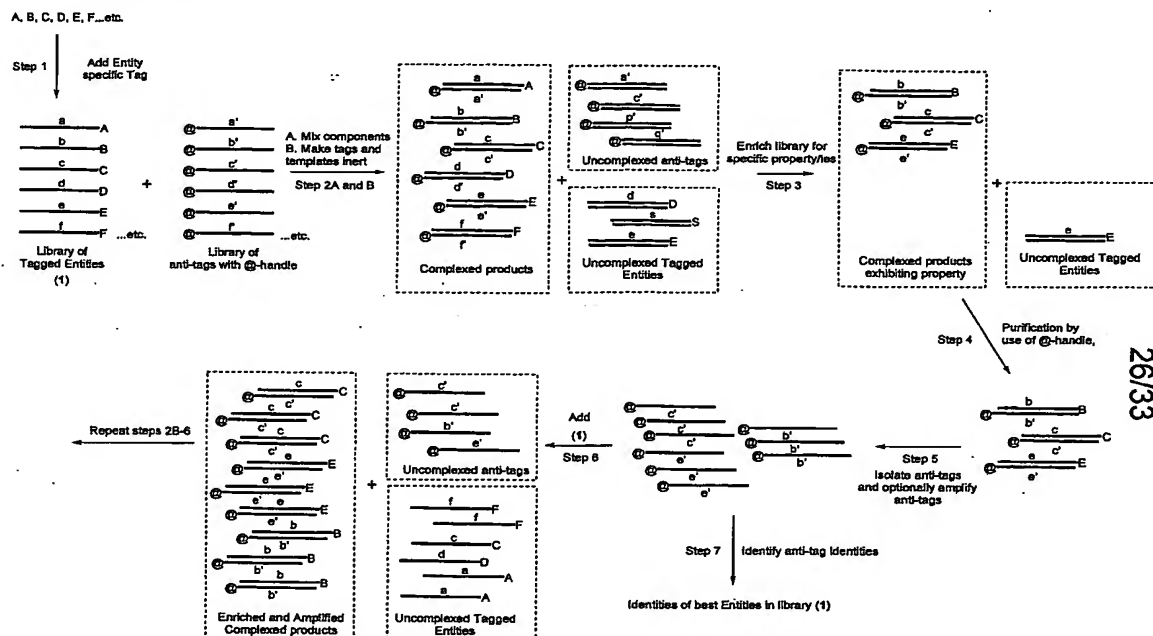 A, B, C, D, E, F...etc.
Step 1
Add Entity
specific Tag
a A
b B
c C
d D
e E
f F ...etc.
Library of
Tagged Entities
(1)
+
@ a'
@ b'
@ c'
@ d'
@ e'
@ f' ...etc.
Library of
anti-tags with @-handle
A. Mix components
B. Make tags and
templates inert
Step 2A and B
a
@ A
a'
b
@ B
b'
c
@ C
c'
d
@ D
d'
e
@ E
e'
f
@ F
f'
Complexed products
+
@ a'
@ c'
@ p'
@ q'
Uncomplexed anti-tags
d D
s S
e E
Uncomplexed Tagged
Entities
Enrich library for
specific property/ies
Step 3
b
@ B
b'
c
@ C
c'
e
@ E
e'
Complexed products
exhibiting property
+
e E
Uncomplexed Tagged
Entities
Step 4
Purification by
use of @-handle,
26/33
b
@ B
b'
c
@ C
c'
e
@ E
e'
Step 5
Isolate anti-tags
and optionally amplify
anti-tags
@ c'
@ c'
@ c'
@ e'
@ e'
@ e'
@ b'
@ b'
@ b'
Step 7
Identify anti-tag identities
Identities of best Entities in library (1)
Add
(1)
Step 6
@ c'
@ c'
@ b'
@ e'
Uncomplexed anti-tags
f F
f F
c C
d D
a A
a A
Uncomplexed Tagged
Entities
+
c
@ C
c c'
@ C
c' c
@ C
c' e
@ E
e e'
@ E
e' e
@ E
e' b
@ B
b b'
@ B
b' b
@ B
b'
Enriched and Amplified
Complexed products
Repeat steps 2B-6